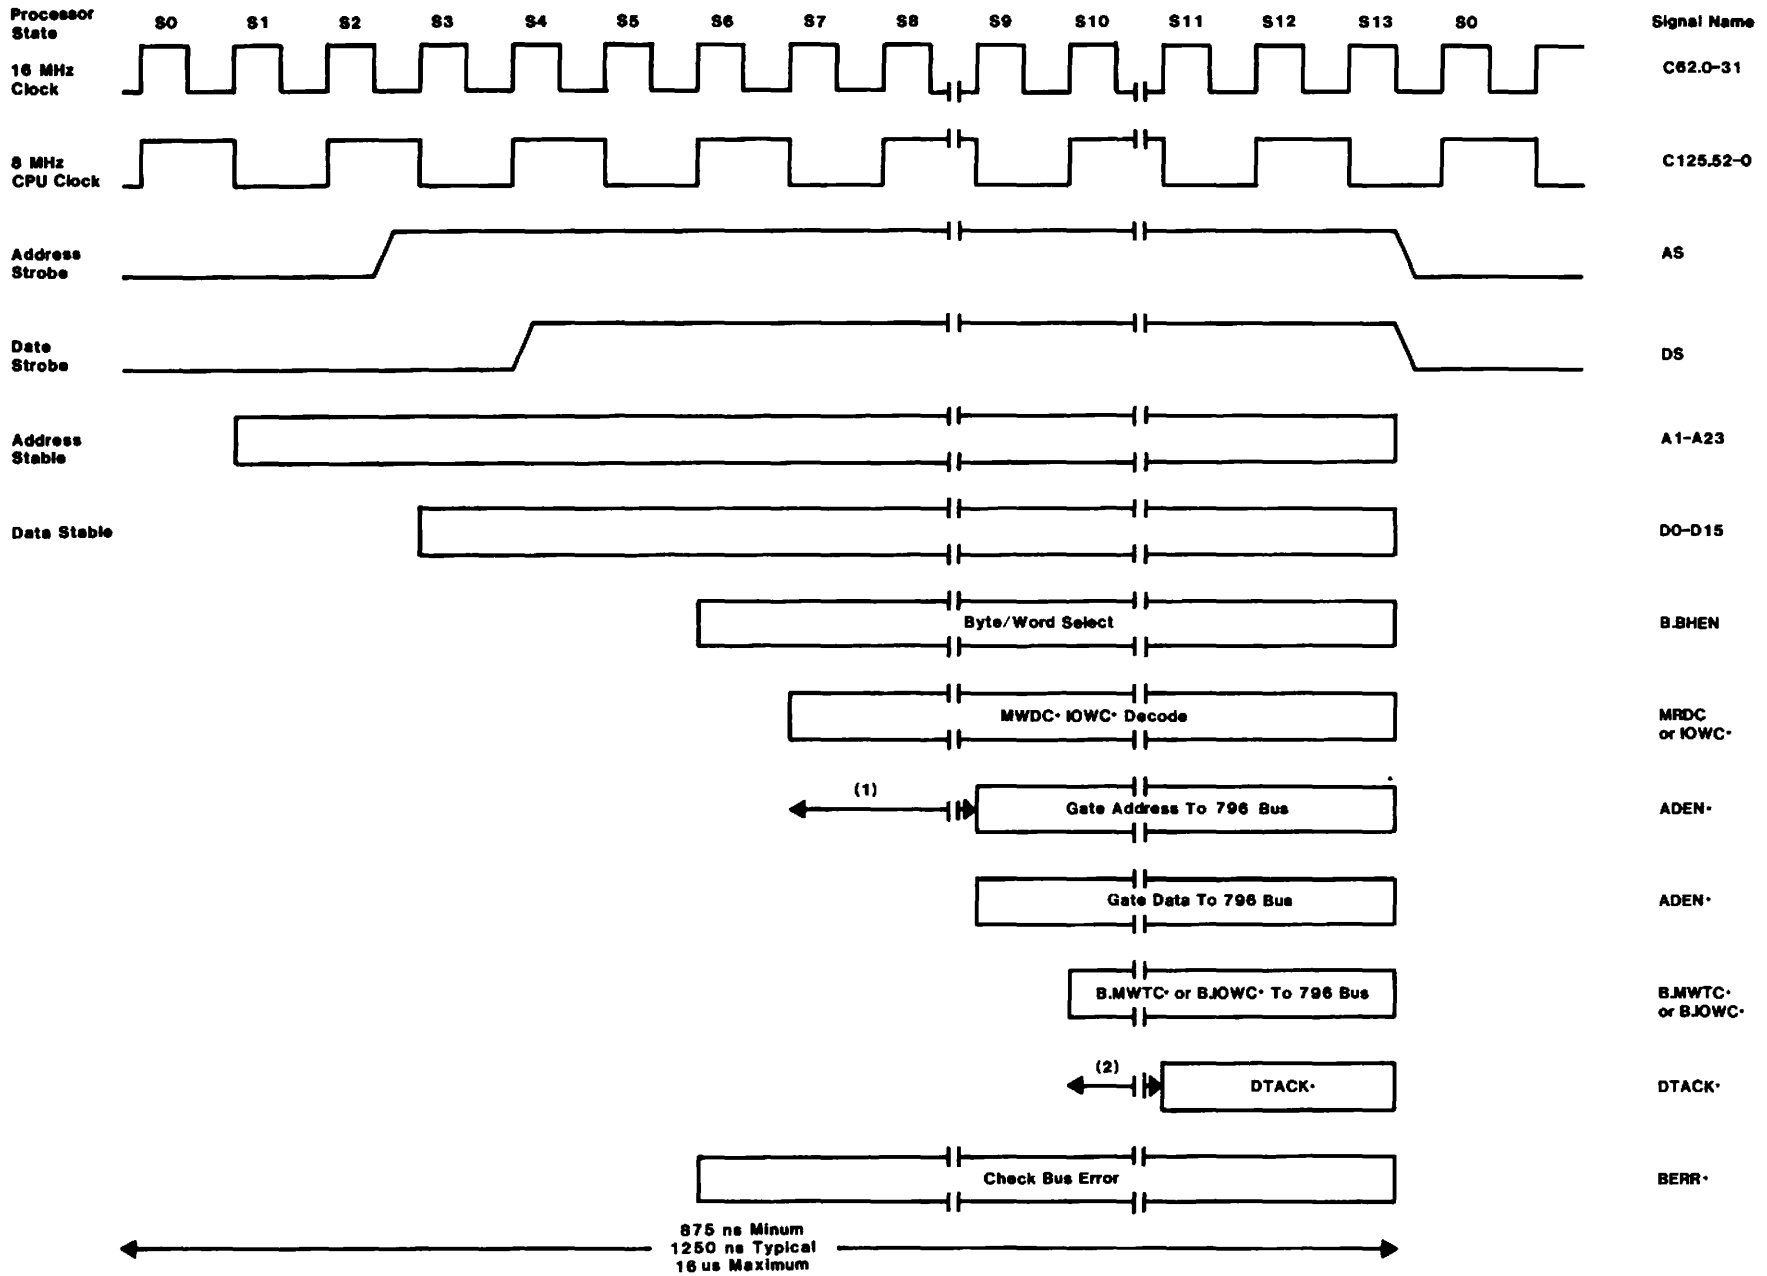 Processor
State
S0 S1 S2 S3 S4 S5 S6 S7 S8 S9 S10 S11 S12 S13 S0
Signal Name
16 MHz
Clock
C62.0-31
8 MHz
CPU Clock
C125.52-0
Address
Strobe
AS
Date
Strobe
DS
Address
Stable
A1-A23
Data Stable
D0-D15
Byte/Word Select
B.BHEN
MWDC• IOWC• Decode
MRDC
or IOWC•
(1)
Gate Address To 796 Bus
ADEN•
Gate Data To 796 Bus
ADEN•
B.MWTC• or B.IOWC• To 796 Bus
B.MWTC•
or B.IOWC•
(2)
DTACK•
DTACK•
Check Bus Error
BERR•
875 ns Minum
1250 ns Typical
16 us Maximum